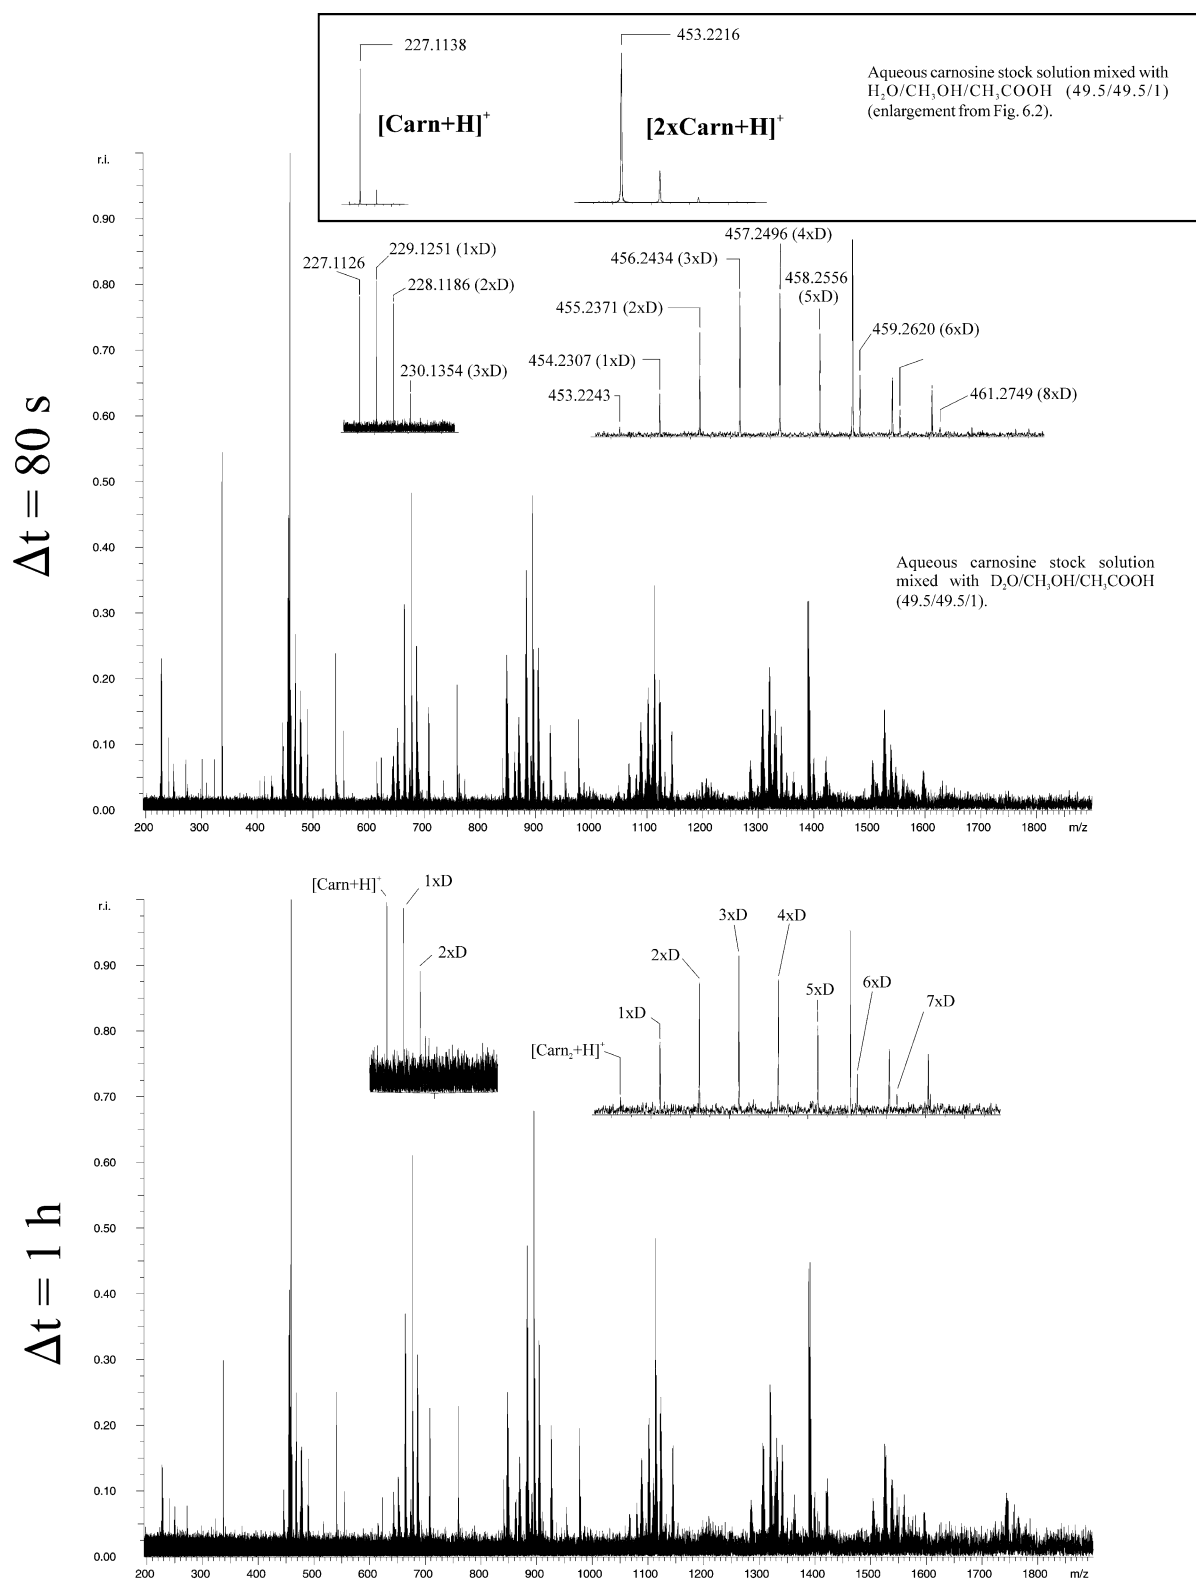 227.1138
453.2216
[Carn+H]+
[2xCarn+H]+
Aqueous carnosine stock solution mixed with
H2O/CH3OH/CH3COOH (49.5/49.5/1)
(enlargement from Fig. 6.2).
Δt = 80 s
r.i.
0.90
0.80
0.70
0.60
0.50
0.40
0.30
0.20
0.10
0.00
227.1126
229.1251 (1xD)
228.1186 (2xD)
230.1354 (3xD)
457.2496 (4xD)
456.2434 (3xD)
458.2556
(5xD)
455.2371 (2xD)
459.2620 (6xD)
454.2307 (1xD)
453.2243
461.2749 (8xD)
Aqueous carnosine stock solution
mixed with D2O/CH3OH/CH3COOH
(49.5/49.5/1).
200 300 400 500 600 700 800 900 1000 1100 1200 1300 1400 1500 1600 1700 1800 m/z
Δt = 1 h
r.i.
0.90
0.80
0.70
0.60
0.50
0.40
0.30
0.20
0.10
0.00
[Carn+H]+
1xD
2xD
3xD
4xD
2xD
5xD
6xD
7xD
1xD
[Carn2+H]+
200 300 400 500 600 700 800 900 1000 1100 1200 1300 1400 1500 1600 1700 1800 m/z